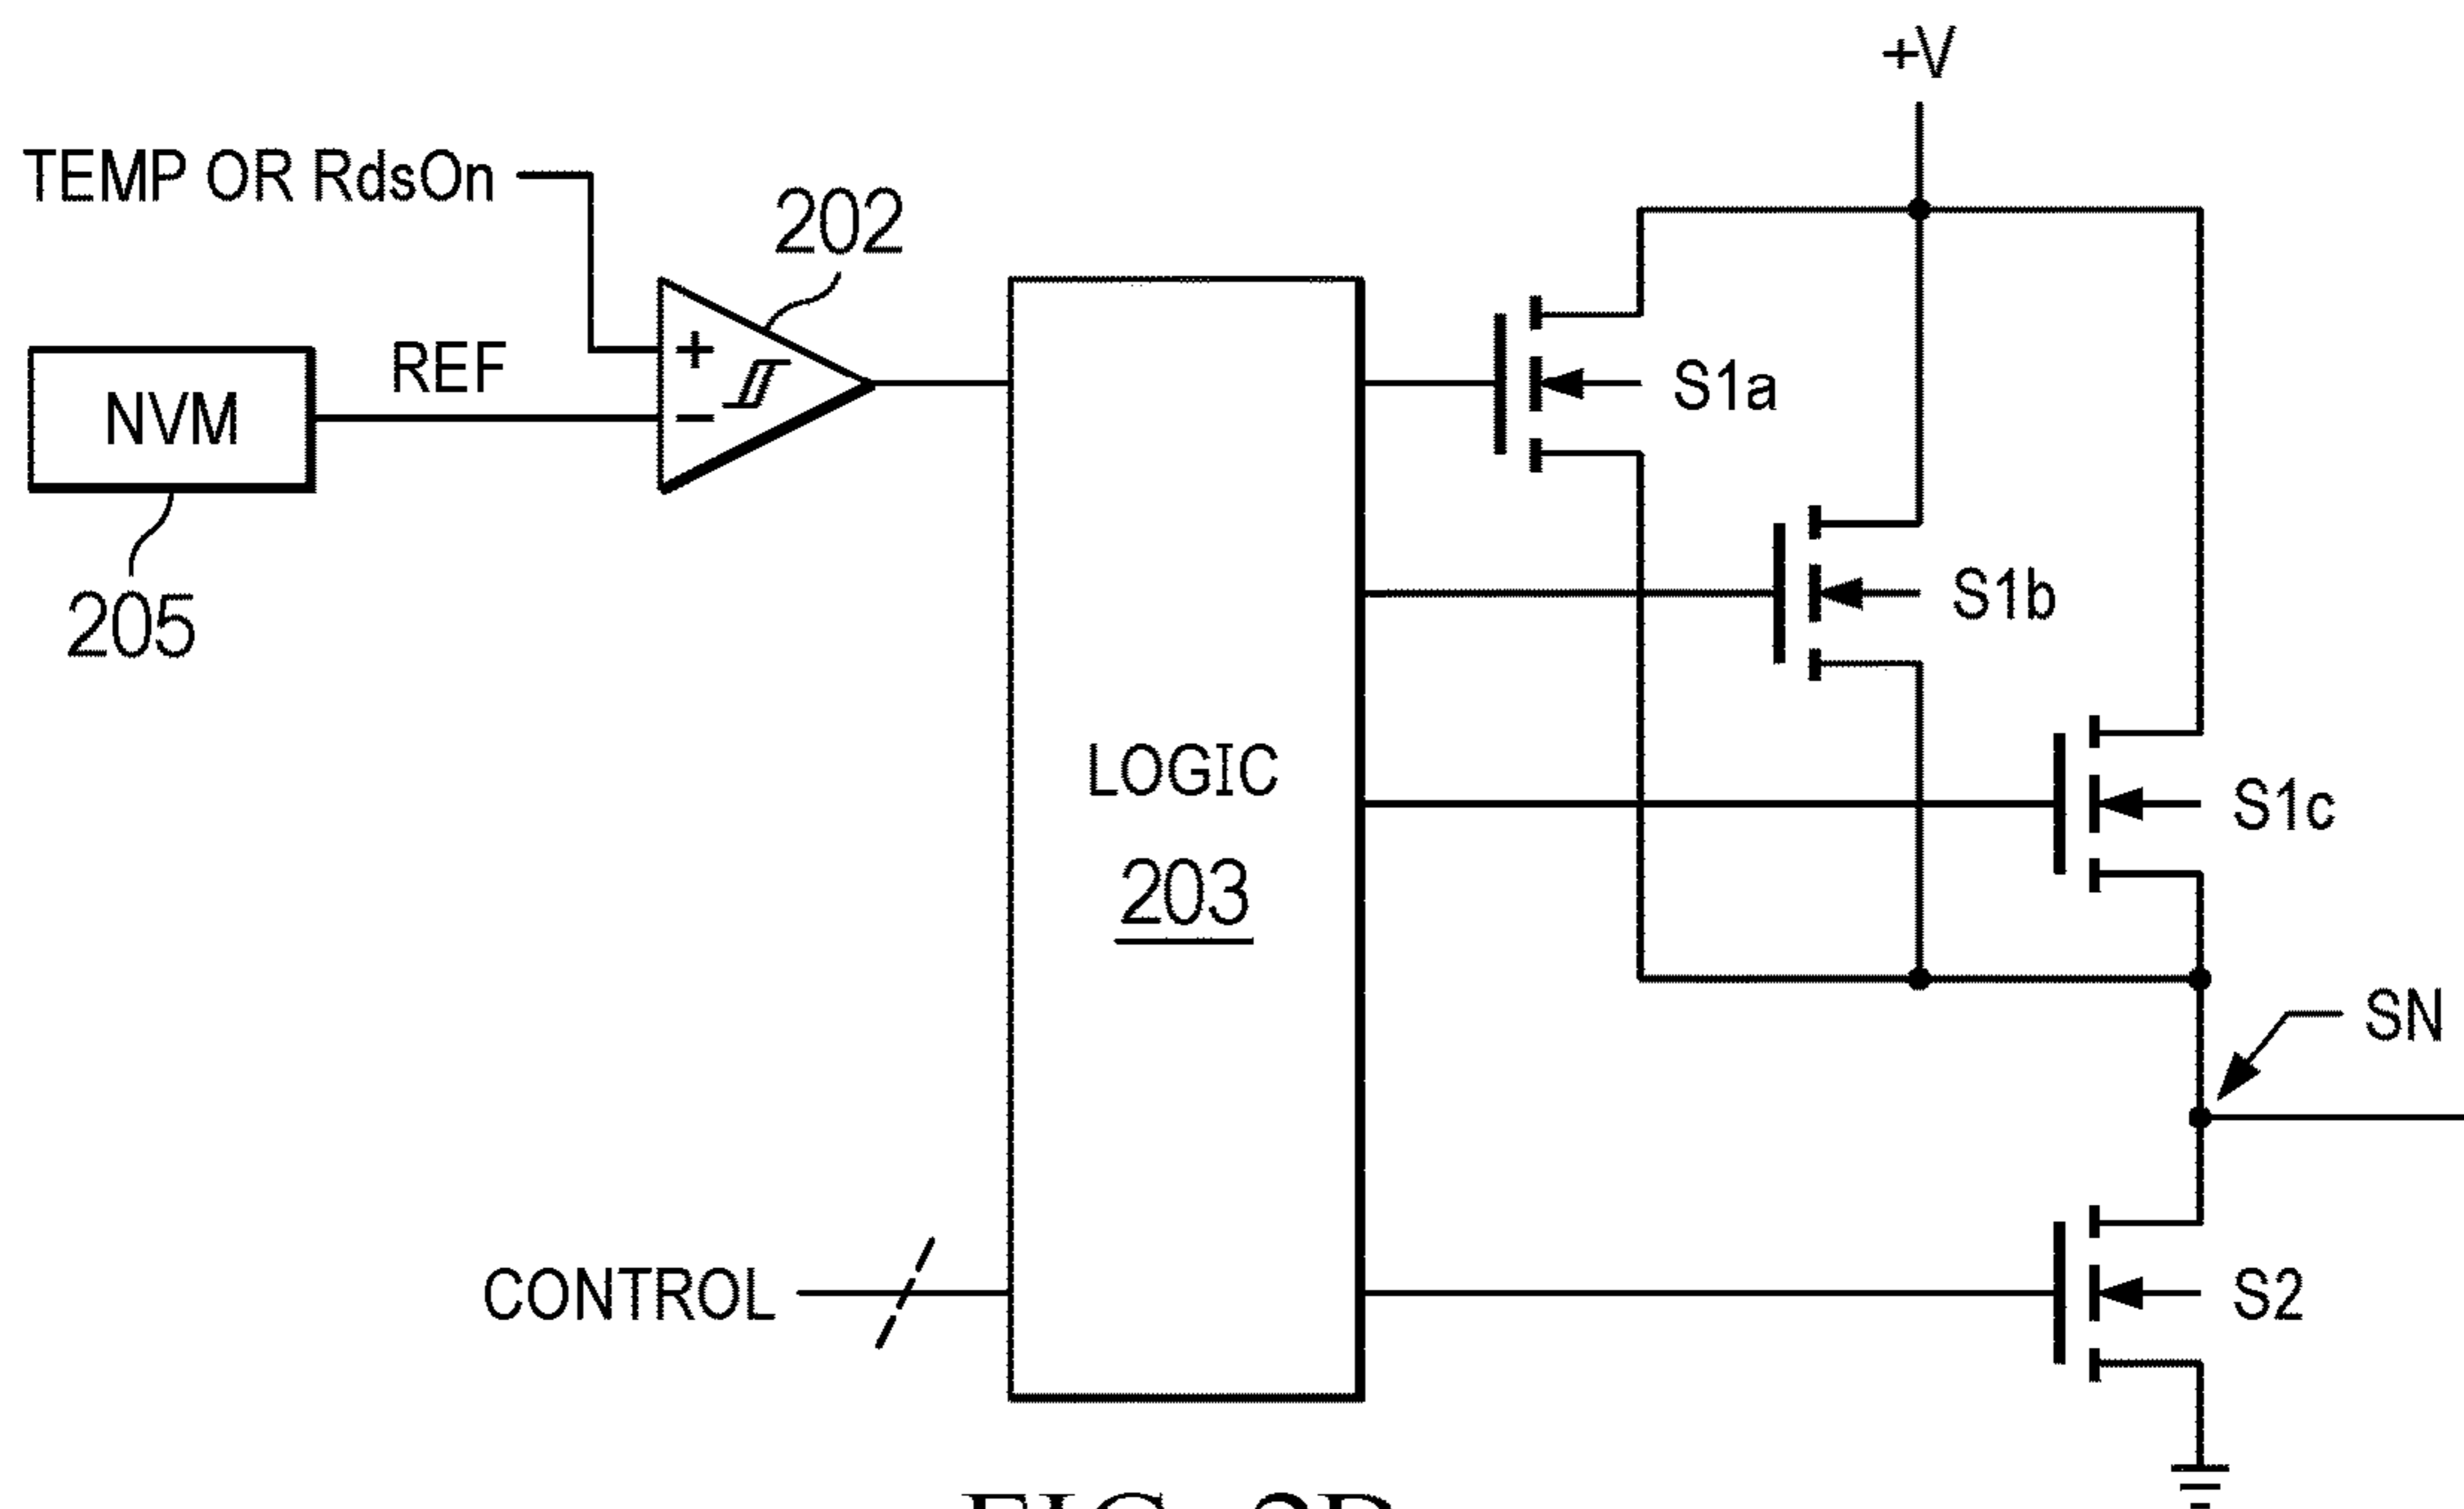 +V
TEMP OR RdsOn
202
REF
+
NVM
−
S1a
205
S1b
LOGIC
S1c
203
SN
CONTROL
S2